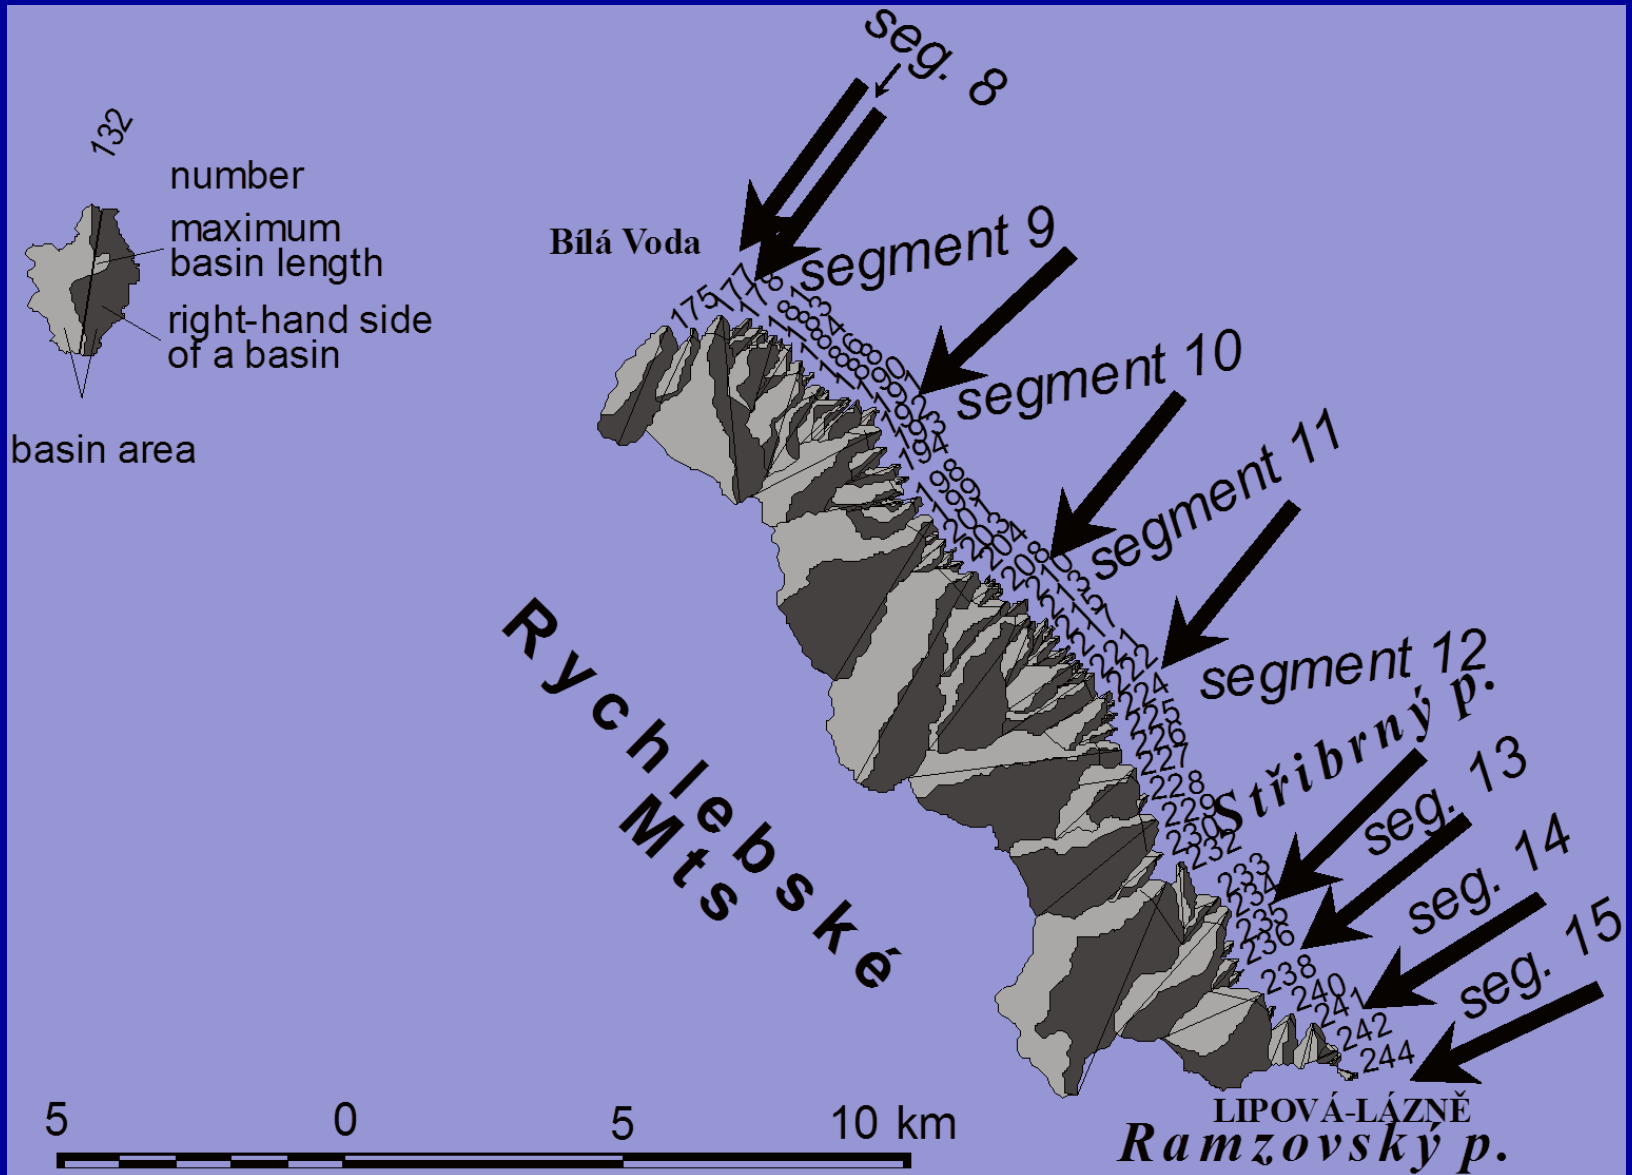 seg. 8
132
number
maximum
basin length
right-hand side
of a basin
basin area
Bílá Voda
segment 9
segment 10
segment 11
segment 12
Stříbrný p.
seg. 13
seg. 14
seg. 15
175
177
178
194
204
208
221
222
224
225
226
227
228
229
230
232
233
234
235
236
238
240
241
242
244
Rychlebské
Mts
LIPOVÁ-LÁZNĚ
Ramzovský p.
5 0 5 10 km